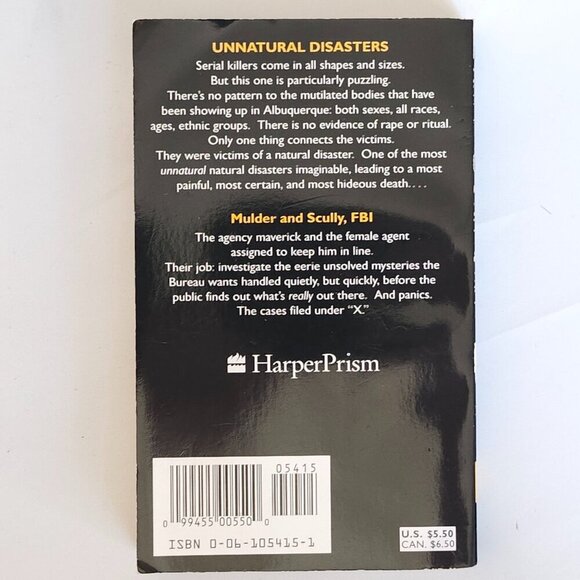 UNNATURAL DISASTERS
Serial killers come in all shapes and sizes.
But this one is particularly puzzling.
There's no pattern to the mutilated bodies that have
been showing up in Albuquerque: both sexes, all races,
ages, ethnic groups. There is no evidence of rape or ritual.
Only one thing connects the victims.
They were victims of a natural disaster. One of the most
unnatural natural disasters imaginable, leading to a most
painful, most certain, and most hideous death....
Mulder and Scully, FBI
The agency maverick and the female agent
assigned to keep him in line.
Their job: investigate the eerie unsolved mysteries the
Bureau wants handled quietly, but quickly, before the
public finds out what's really out there. And panics.
The cases filed under "X."
HarperPrism
05415
0 99455 00550 0
ISBN 0-06-105415-1
U.S. $5.50
CAN. $6.50